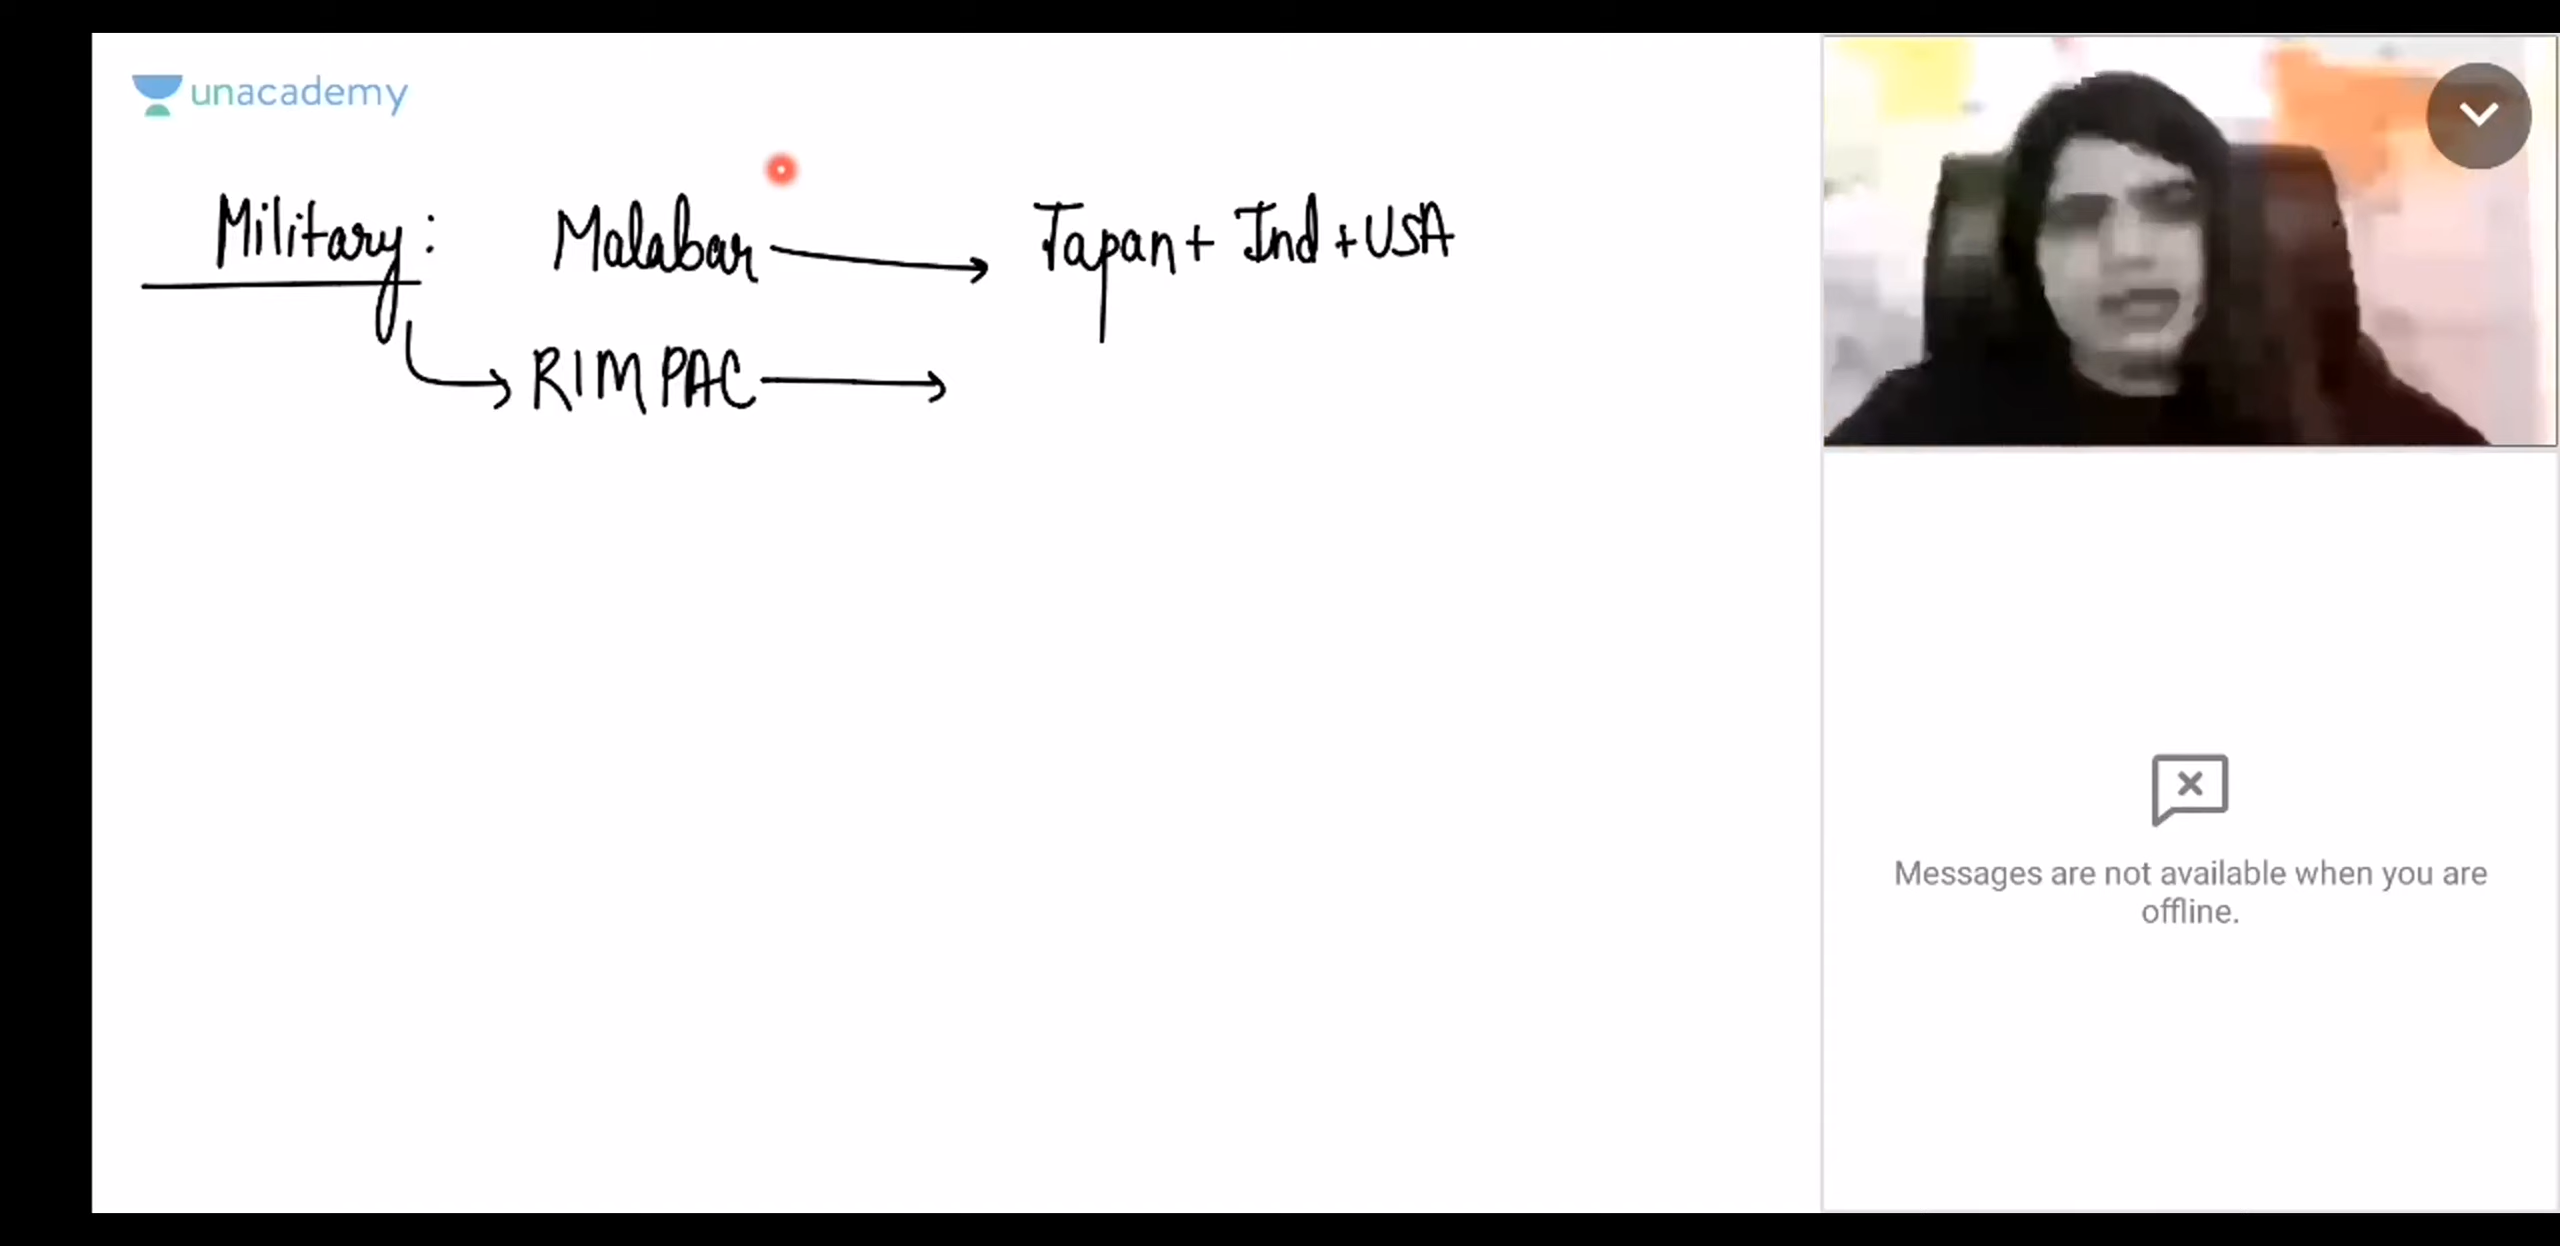 unacademy
Military: Malabar → Japan + Ind + USA
→ RIMPAC →
Messages are not available when you are
offline.